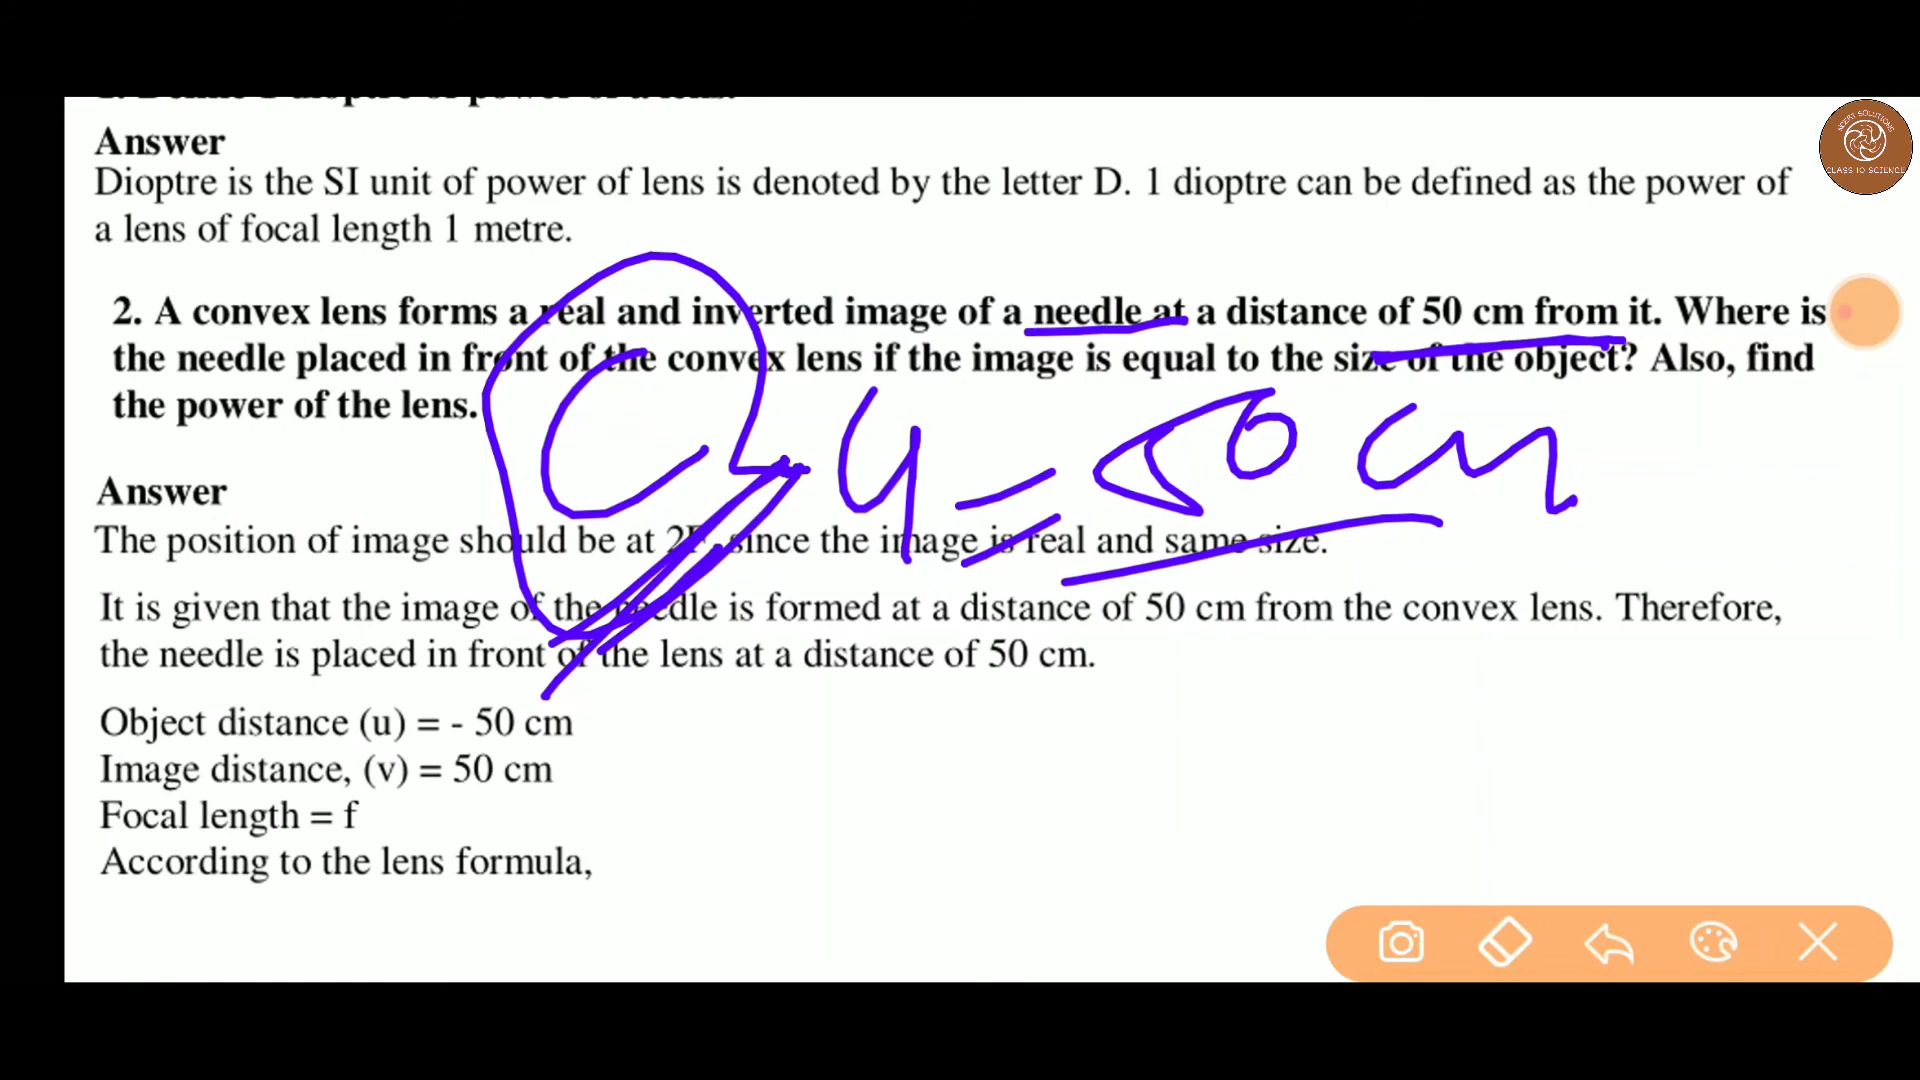 Answer
Dioptre is the SI unit of power of lens is denoted by the letter D. 1 dioptre can be defined as the power of
a lens of focal length 1 metre.
NCERT SOLUTIONS
CLASS 10 SCIENCE
2. A convex lens forms a real and inverted image of a needle at a distance of 50 cm from it. Where is
the needle placed in front of the convex lens if the image is equal to the size of the object? Also, find
the power of the lens.
u = 50 cm
Answer
The position of image should be at 2F since the image is real and same size.
It is given that the image of the needle is formed at a distance of 50 cm from the convex lens. Therefore,
the needle is placed in front of the lens at a distance of 50 cm.
Object distance (u) = - 50 cm
Image distance, (v) = 50 cm
Focal length = f
According to the lens formula,